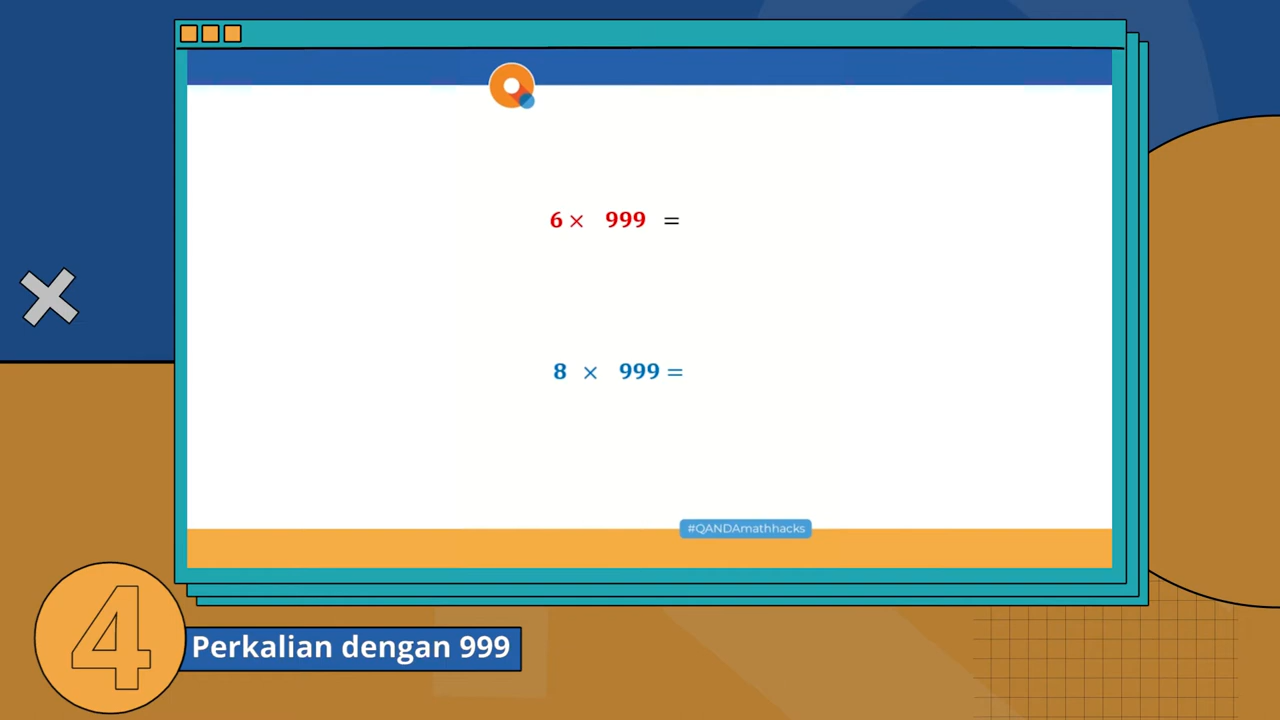 6 × 999 =
8 × 999 =
#QANDAmathhacks
4
Perkalian dengan 999